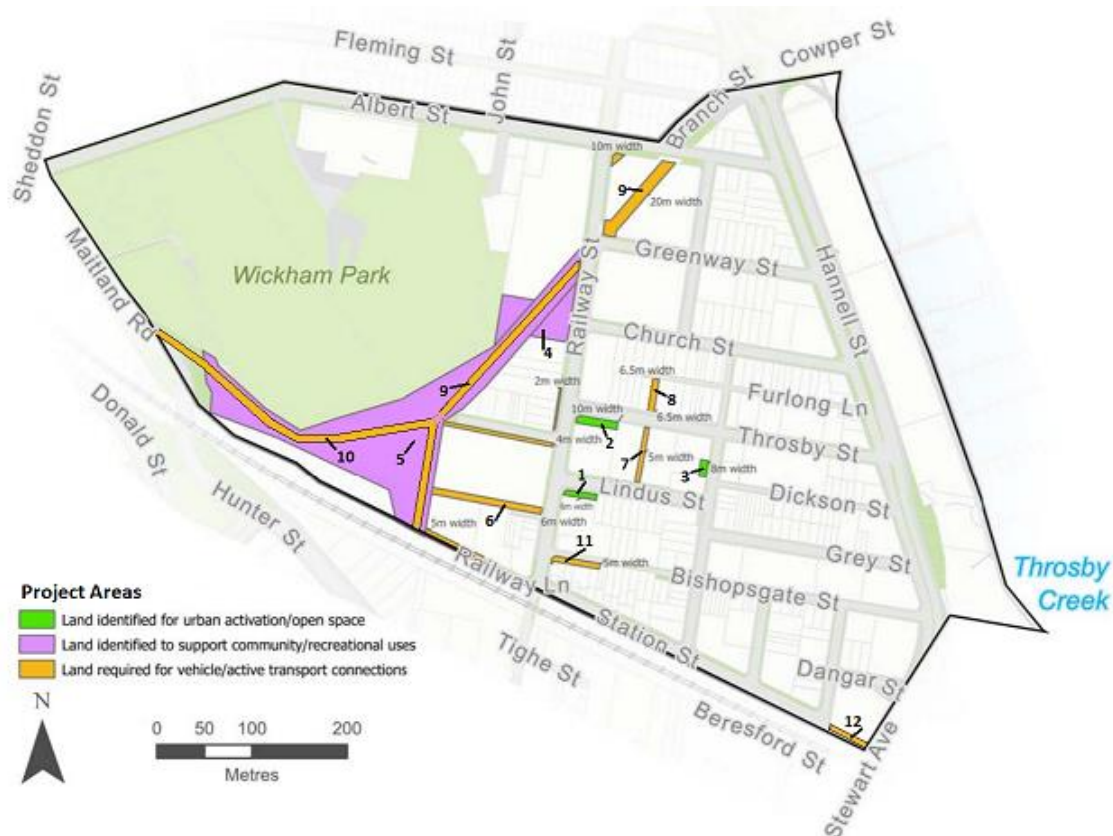 Cowper St
Fleming St
John St
Sheddon St
Albert St
Branch St
10m width
9
20m width
Wickham Park
Greenway St
Maitland Rd
Railway St
Hannell St
Church St
4
2m width
6.5m width
8
Furlong Ln
9
10m width
6.5m width
2
Throsby St
Donald St
10
5
4m width
7
5m width
3
8m width
1
Lindus St
Dickson St
Hunter St
6
5m width
6m width
11
5m width
Grey St
Railway Ln
Bishopsgate St
Throsby
Creek
Project Areas
Land identified for urban activation/open space
Land identified to support community/recreational uses
Land required for vehicle/active transport connections
Station St
Tighe St
Dangar St
Beresford St
12
Stewart Ave
N
0 50 100 200
Metres